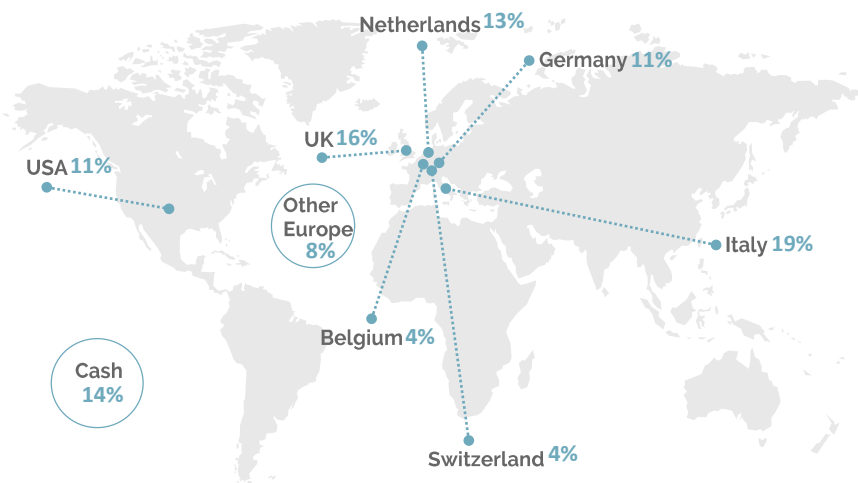 Netherlands 13%
Germany 11%
UK 16%
USA 11%
Other
Europe
8%
Italy 19%
Belgium 4%
Cash
14%
Switzerland 4%